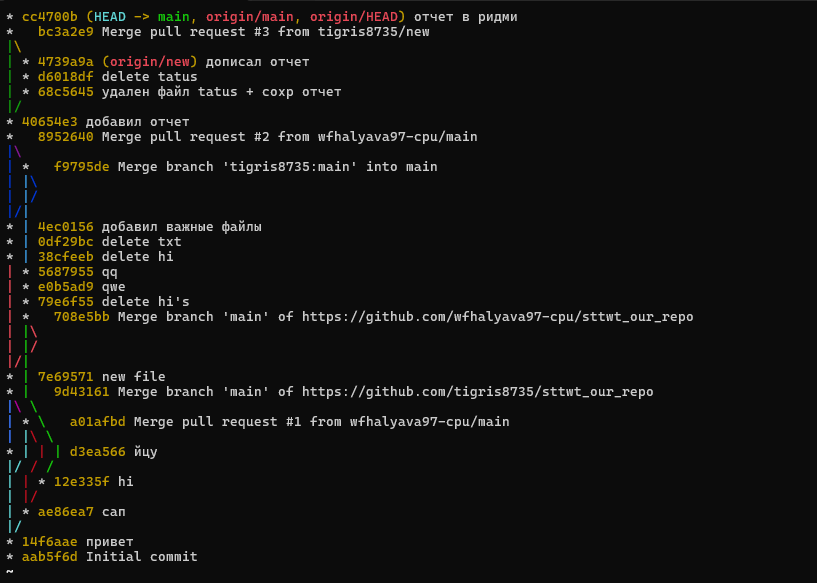 * cc4700b (HEAD -> main, origin/main, origin/HEAD) отчет в ридми
*   bc3a2e9 Merge pull request #3 from tigris8735/new
|\
| * 4739a9a (origin/new) дописал отчет
| * d6018df delete tatus
| * 68c5645 удален файл tatus + сохр отчет
|/
* 40654e3 добавил отчет
*   8952640 Merge pull request #2 from wfhalyava97-cpu/main
|\
| *   f9795de Merge branch 'tigris8735:main' into main
| |\
| |/
|/|
* | 4ec0156 добавил важные файлы
* | 0df29bc delete txt
* | 38cfeeb delete hi
| * 5687955 qq
| * e0b5ad9 qwe
| * 79e6f55 delete hi's
| *   708e5bb Merge branch 'main' of https://github.com/wfhalyava97-cpu/sttwt_our_repo
| |\
| |/
|/|
* | 7e69571 new file
* |   9d43161 Merge branch 'main' of https://github.com/tigris8735/sttwt_our_repo
|\ \
| * \   a01afbd Merge pull request #1 from wfhalyava97-cpu/main
| |\ \
* | | | d3ea566 йцу
|/ / /
| | * 12e335f hi
| |/
| * ae86ea7 сап
|/
* 14f6aae привет
* aab5f6d Initial commit
~